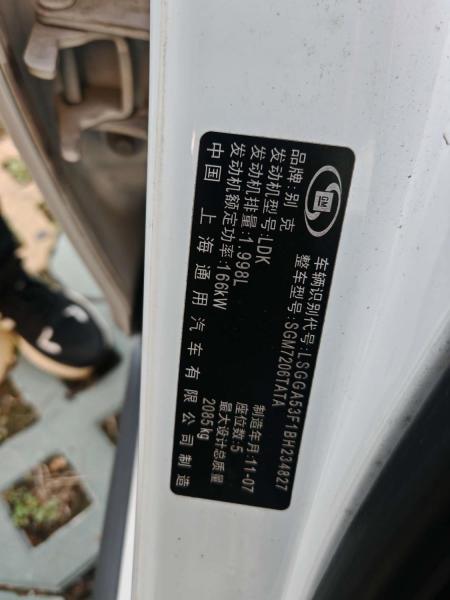 GM
车辆识别代号:LSGGA53F1BH234827
整车型号:SGM7206TATA
品牌:别克
制造年月:11-07
发动机型号:LDK
座位数:5
发动机排量:1.998L
最大设计总质量
发动机额定功率:166kW
2085kg
中国 上海通用汽车有限公司制造